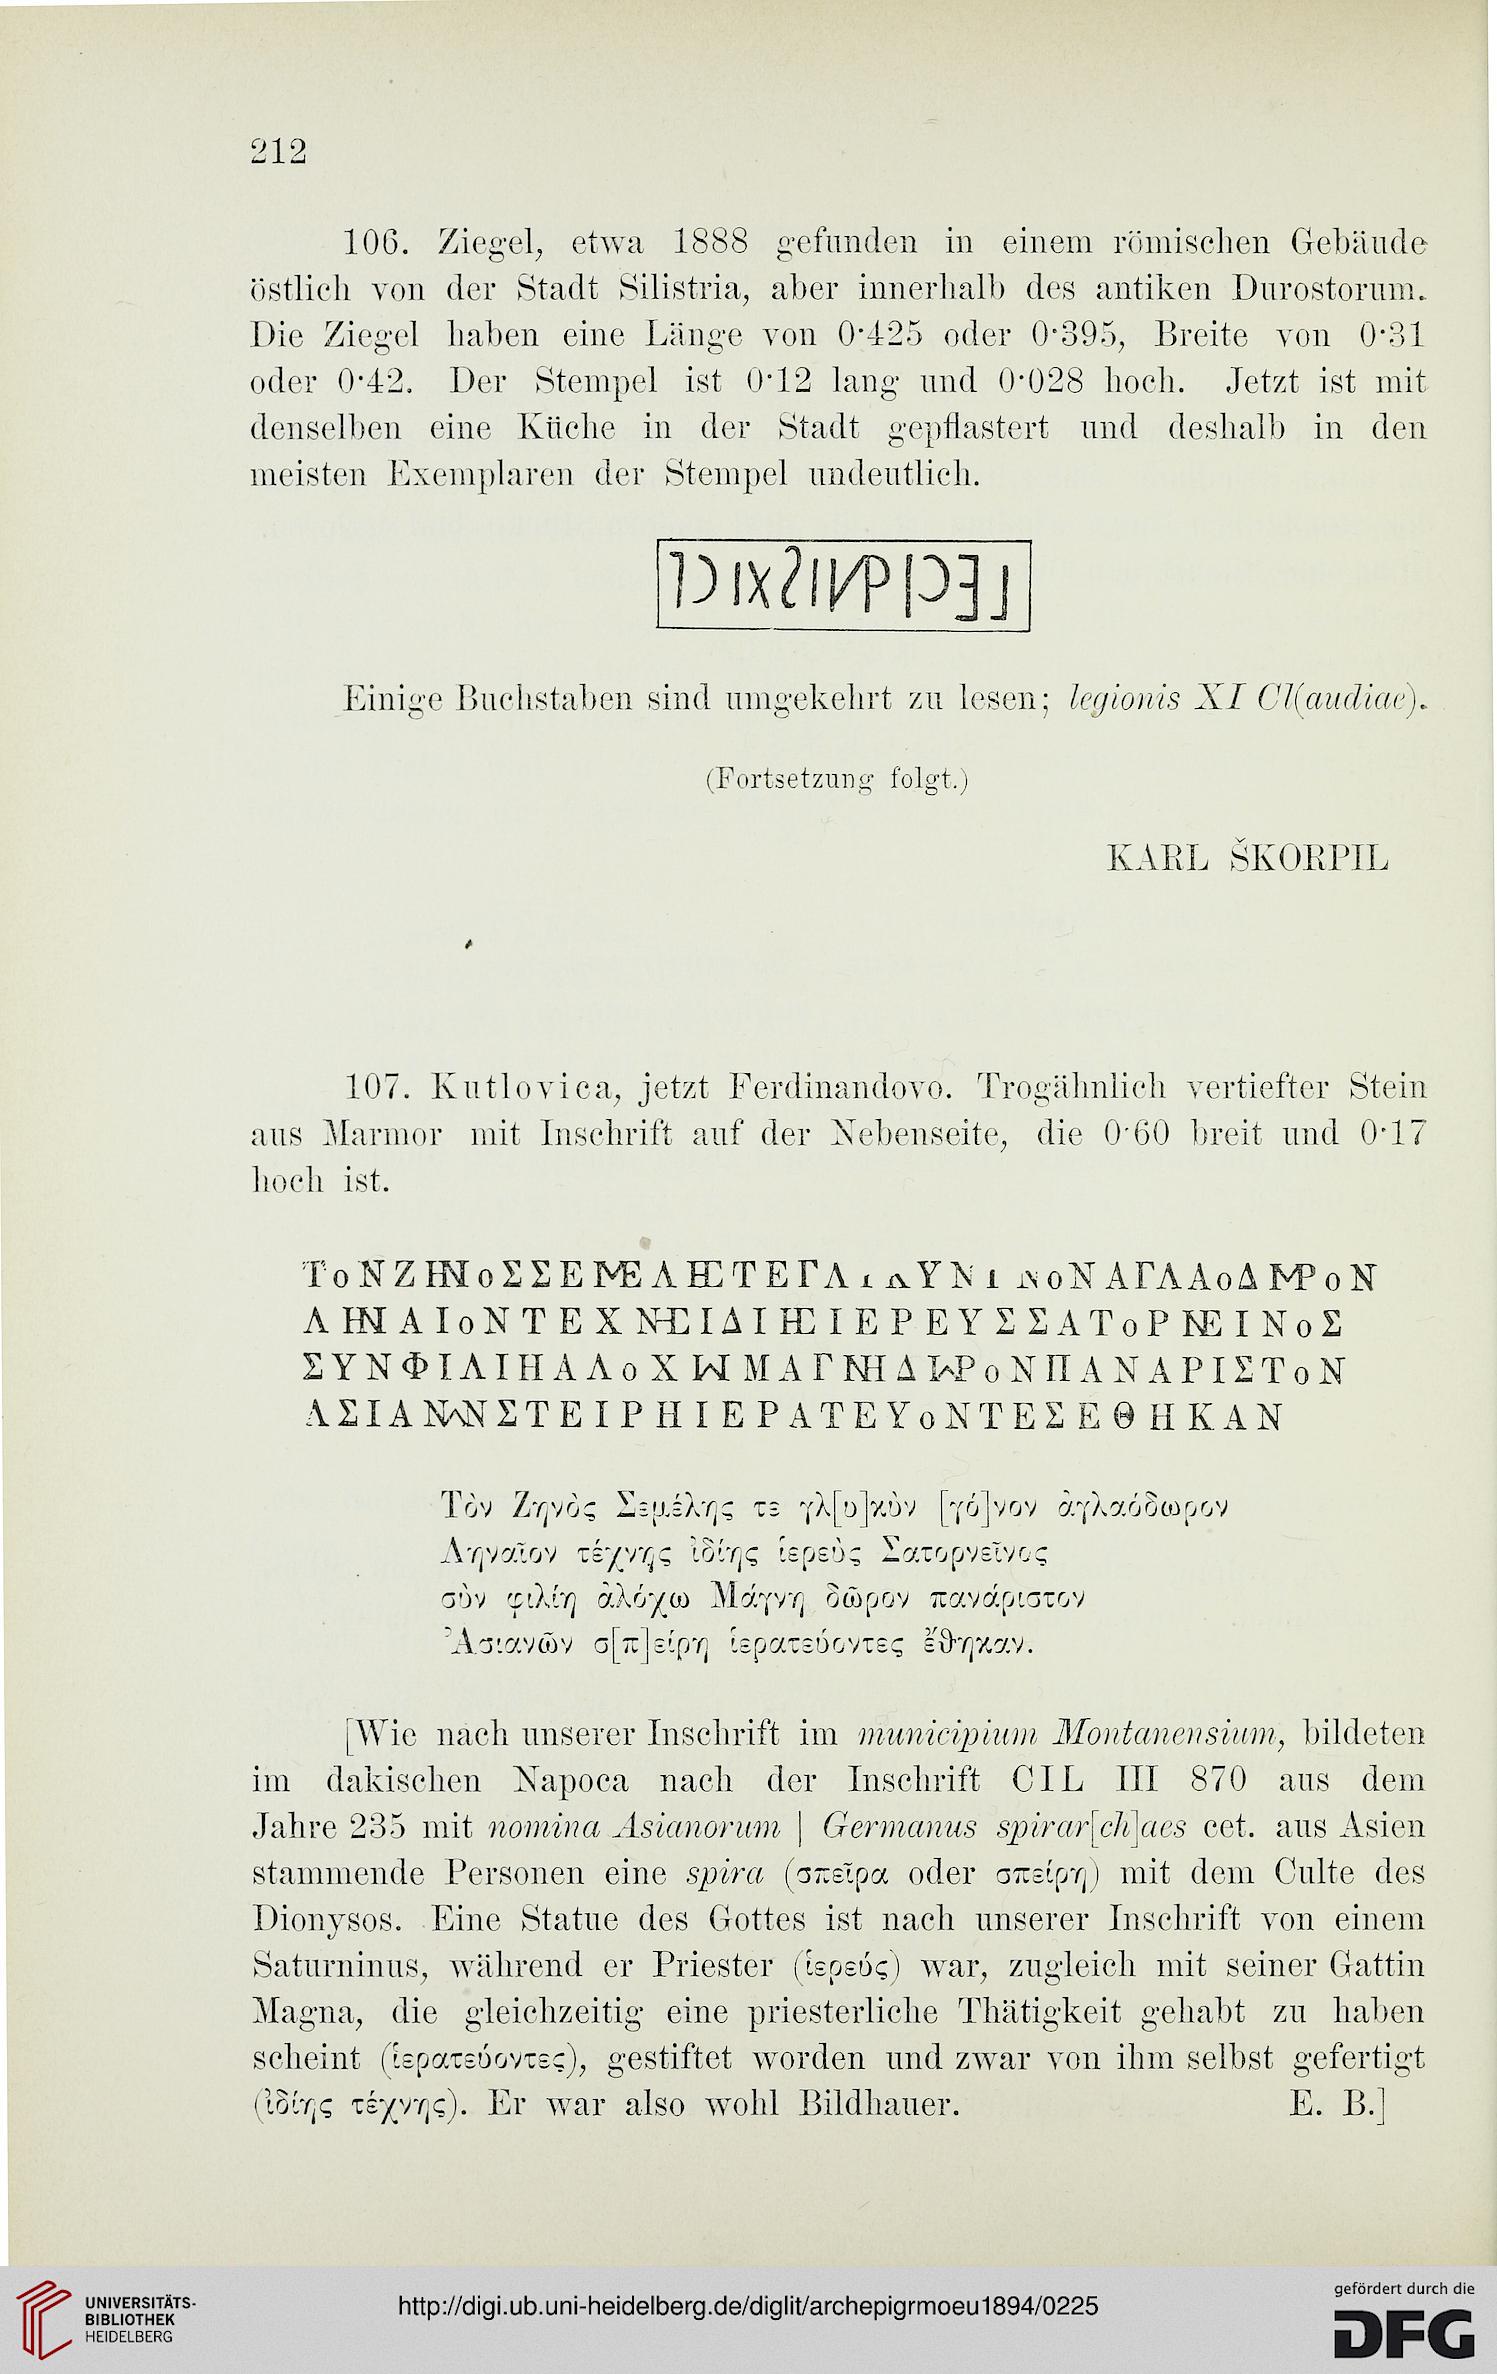 212
106. Ziegel, etwa 1888 gefunden in einem römischen Gebäude
östlich von der Stadt Silistria, aber innerhalb des antiken Durostorum.
Die Ziegel haben eine Länge von 0·425 oder 0·395, Breite von 0·31
oder 0·42. Der Stempel ist 0·12 lang und 0·028 hoch. Jetzt ist mit
denselben eine Küche in der Stadt gepflastert und deshalb in den
meisten Exemplaren der Stempel undeutlich.
Einige Buchstaben sind umgekehrt zu lesen; legionis XI Cl(audiae).
(Fortsetzung folgt.)
KARL ŠKORPIL
107. Kutlovica, jetzt Ferdinandovo. Trogähnlich vertiefter Stein
aus Marmor mit Inschrift auf der Nebenseite, die 0·60 breit und 0·17
hoch ist.
ΤοΝΖΗΝοΣΣΕΜΕΛΗΣΤΕΓΛ ΥΝ νοΝΑΓΛΑοΔΩΡοΝ
ΛΗΝΑΙοΝΤΕΧΝΗΣΙΔΙΗΣΙΕΡΕΥΣΣΑΤοΡΝΕΙΝοΣ
ΣΥΝΦΙΛΙΗΑΛοΧΩΙΜΑΓΝΗΔΩΡοΝΠΑΝΑΡΙΣΤοΝ
ΑΣΙΑΝΩΝΣΤΕΙΡΗΙΕΡΑΤΕΥοΝΤΕΣΕΘΗΚΑΝ
Τὸν Ζηνὸς Σεμέλης τε γλ[υ]κὺν [γό]νον ἀγλαόδωρον
Ληναῖον τέχνης ἰδίης ἱερεὺς Σατορνεῖνος
σὺν φιλίῃ ἀλόχω Μάγνῃ δῶρον πανάριστον
Ἀσιανῶν σ[π]είρῃ ἱερατεύοντες ἔθηκαν.
[Wie nach unserer Inschrift im municipium Montanensium, bildeten
im dakischen Napoca nach der Inschrift CIL III 870 aus dem
Jahre 235 mit nomina Asianorum | Germanus spirar[ch]aes cet. aus Asien
stammende Personen eine spira (σπεῖρα oder σπείρη) mit dem Culte des
Dionysos. Eine Statue des Gottes ist nach unserer Inschrift von einem
Saturninus, während er Priester (ἱερεύς) war, zugleich mit seiner Gattin
Magna, die gleichzeitig eine priesterliche Thätigkeit gehabt zu haben
scheint (ἱερατεύοντες), gestiftet worden und zwar von ihm selbst gefertigt
(ἰδίης τέχνης). Er war also wohl Bildhauer. E. B.]
UNIVERSITÄTS-
BIBLIOTHEK
HEIDELBERG
http://digi.ub.uni-heidelberg.de/diglit/archepigrmoeu1894/0225
gefördert durch die
DFG